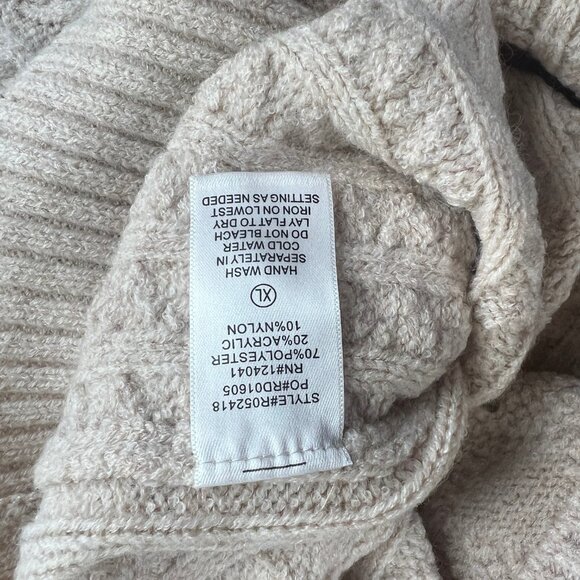 STYLE#R052418
PO#RD01605
RN#124041
70%POLYESTER
20%ACRYLIC
10%NYLON
XL
HAND WASH
SEPARATELY IN
COLD WATER
DO NOT BLEACH
LAY FLAT TO DRY
IRON ON LOWEST
SETTING AS NEEDED